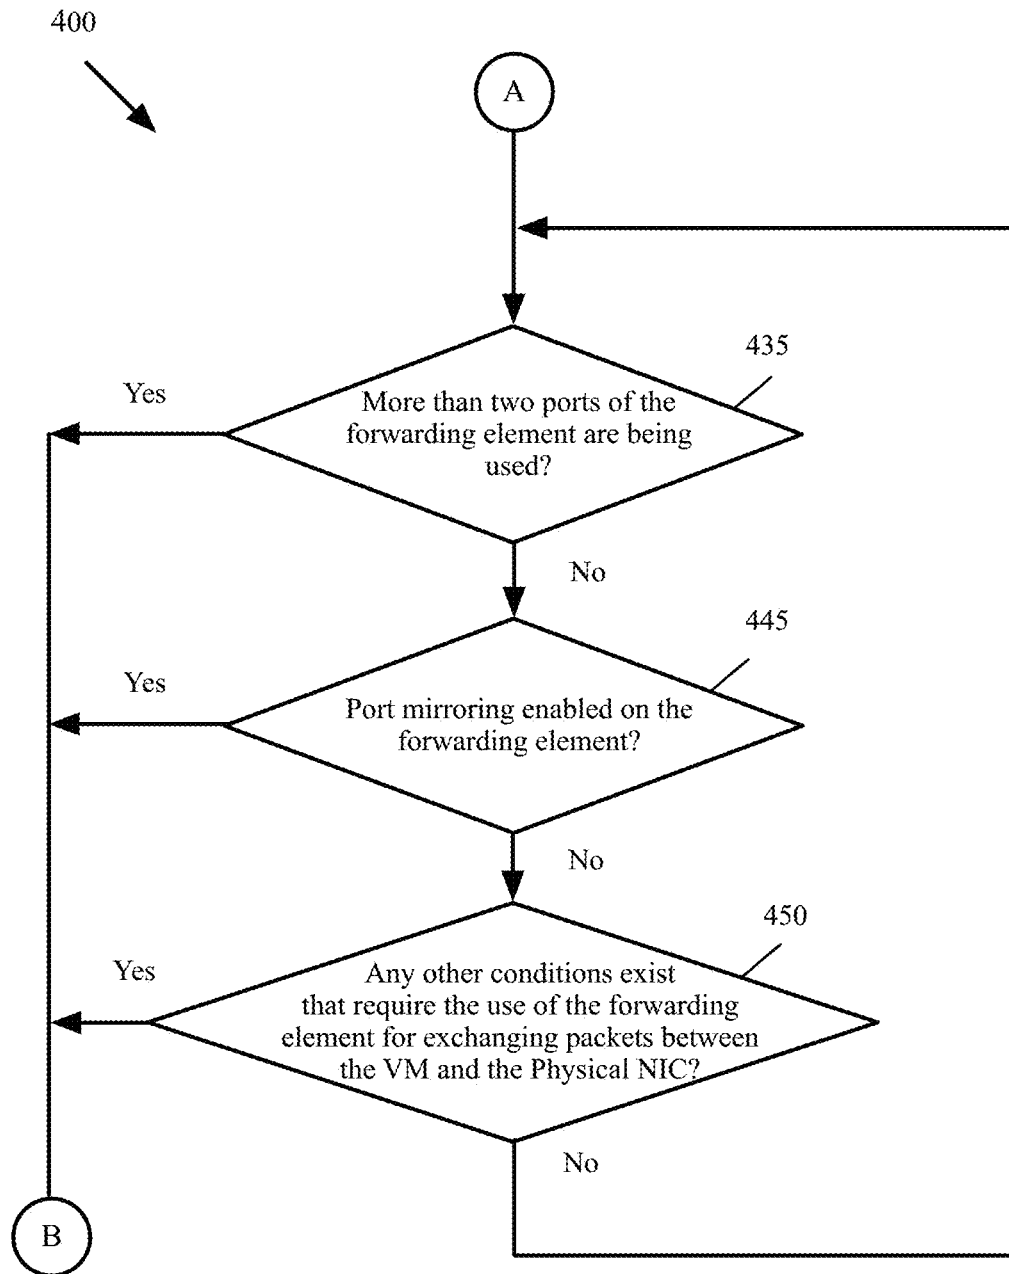 400
A
435
Yes
More than two ports of the
forwarding element are being
used?
No
445
Yes
Port mirroring enabled on the
forwarding element?
No
450
Yes
Any other conditions exist
that require the use of the forwarding
element for exchanging packets between
the VM and the Physical NIC?
No
B